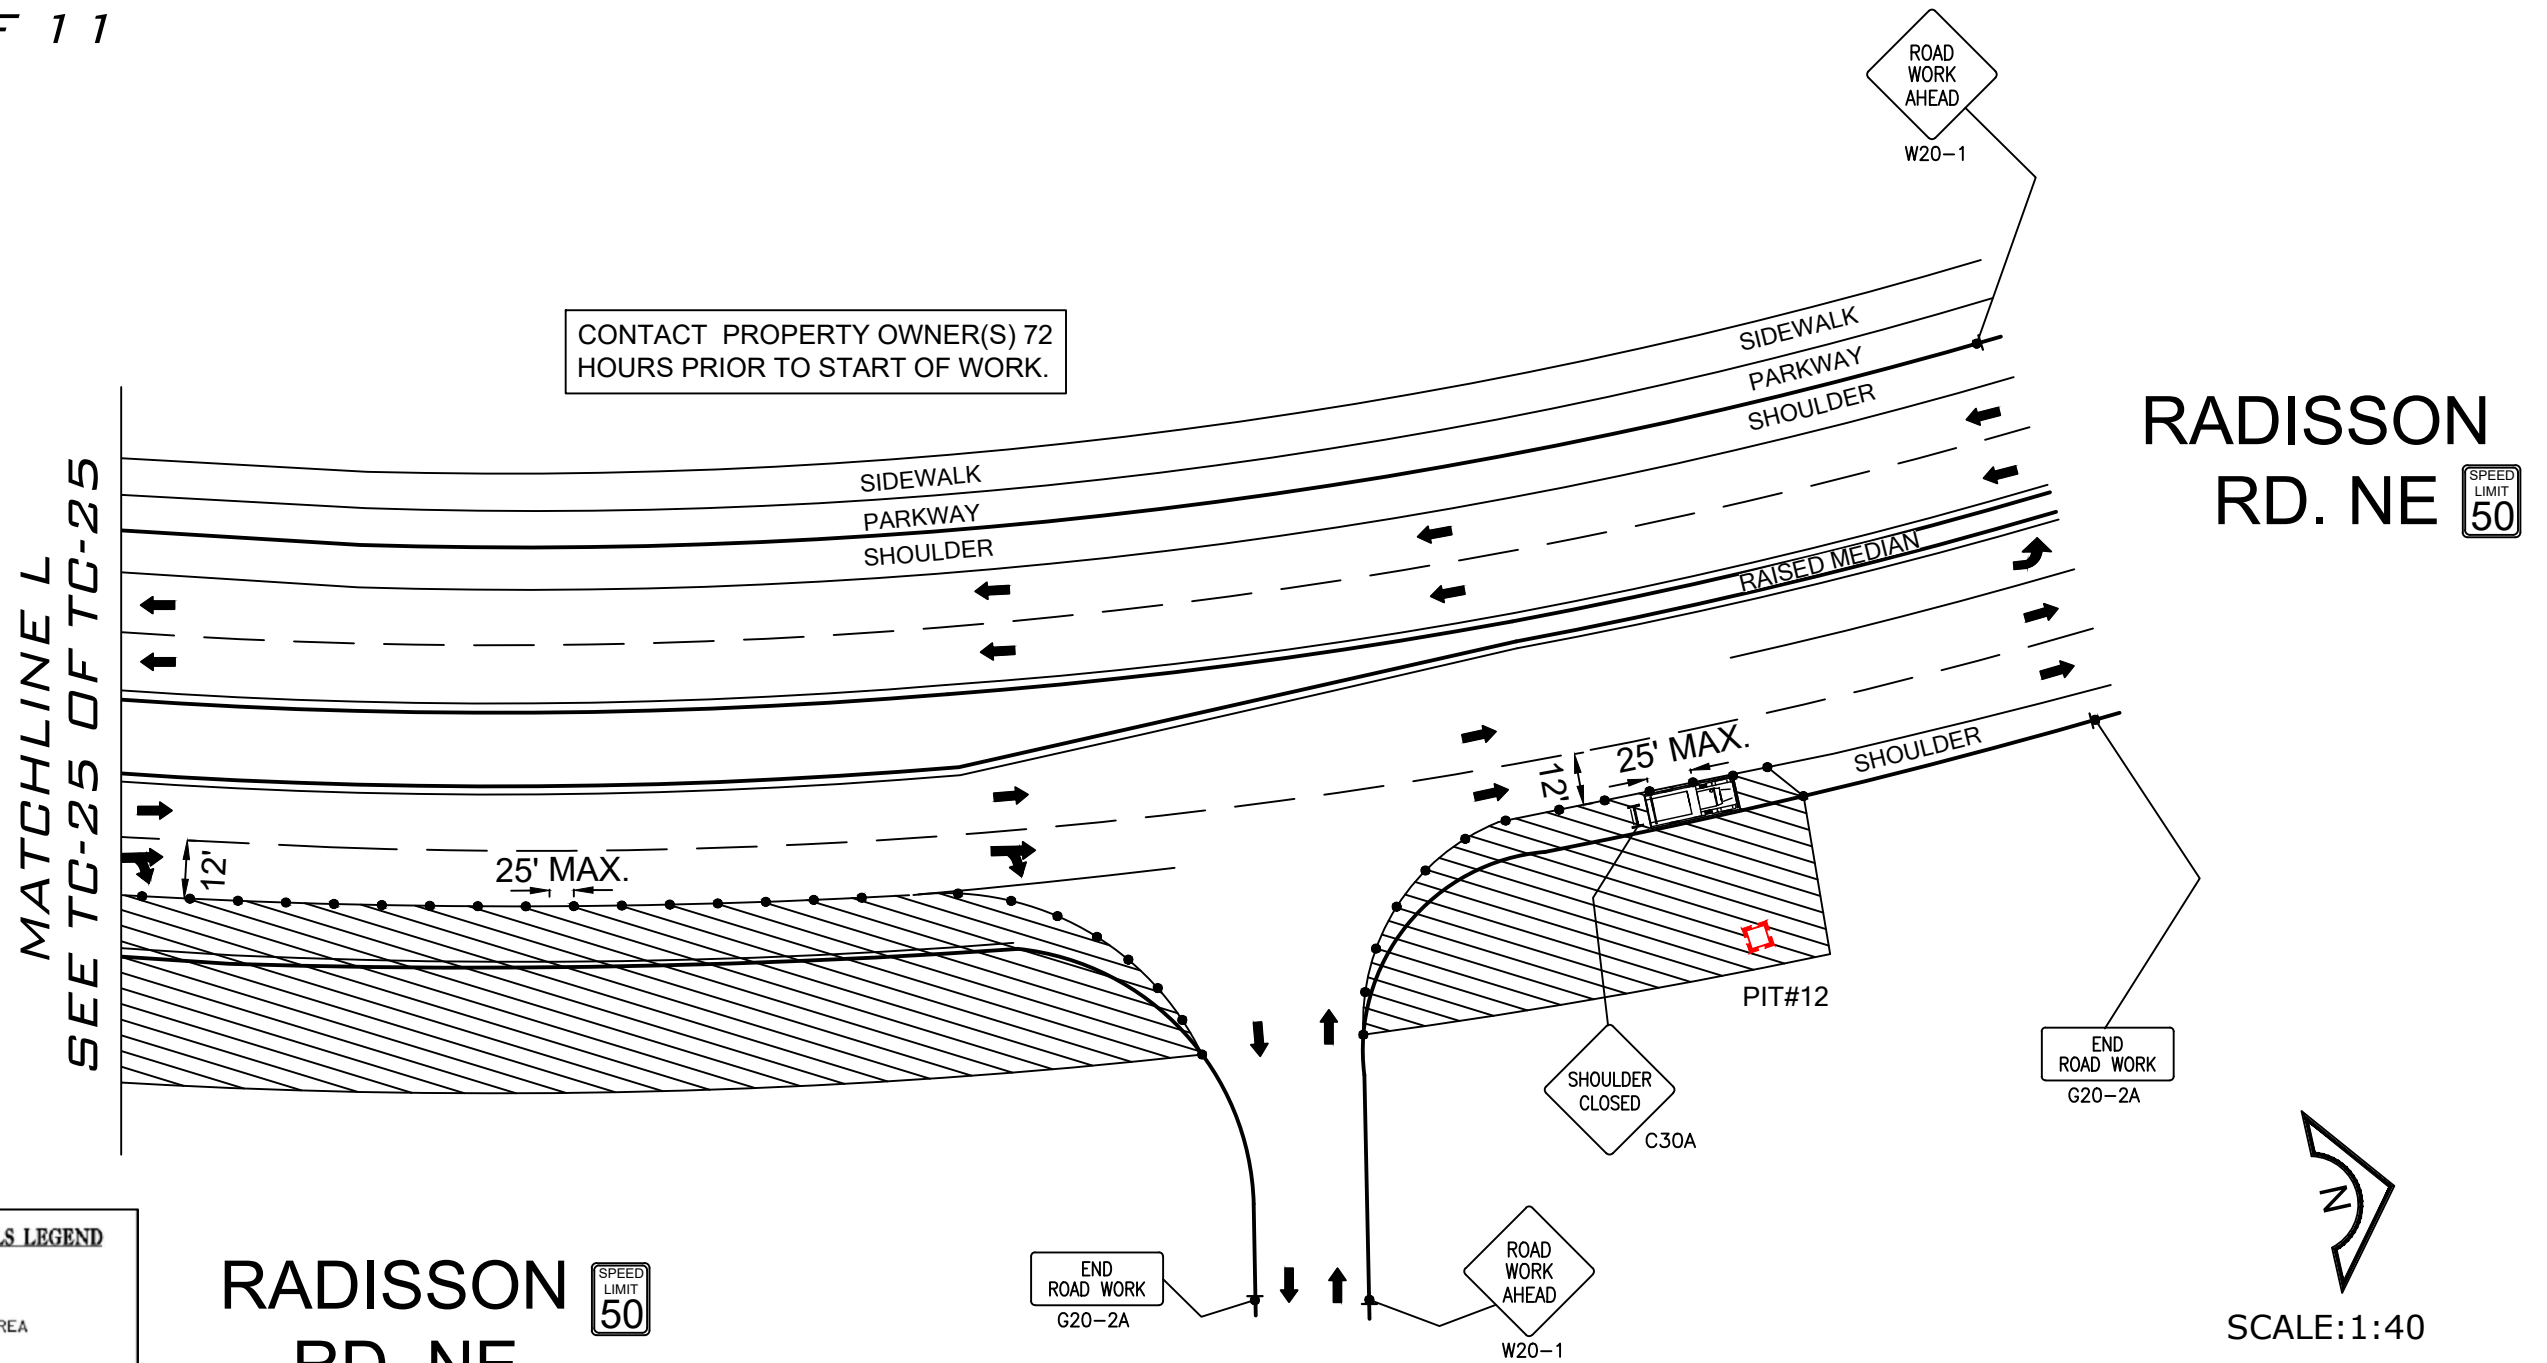 F 11
ROAD
WORK
AHEAD
W20-1
CONTACT PROPERTY OWNER(S) 72
HOURS PRIOR TO START OF WORK.
SIDEWALK
PARKWAY
SHOULDER
RADISSON
RD. NE
SPEED
LIMIT
50
MATCHLINE L
SEE TC-25 OF TC-25
SIDEWALK
PARKWAY
SHOULDER
RAISED MEDIAN
25' MAX.
12'
SHOULDER
12'
25' MAX.
PIT#12
SHOULDER
CLOSED
C30A
END
ROAD WORK
G20-2A
N
SCALE:1:40
LS LEGEND
REA
RADISSON
RD. NE
SPEED
LIMIT
50
END
ROAD WORK
G20-2A
ROAD
WORK
AHEAD
W20-1